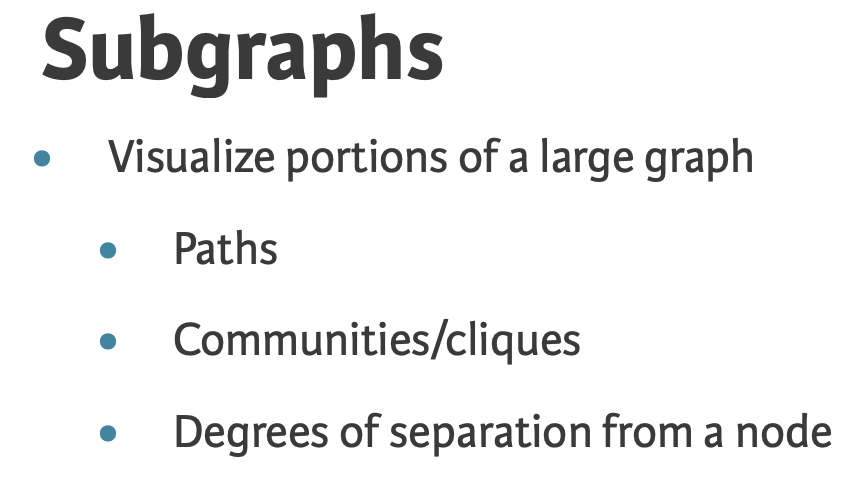 Subgraphs
• Visualize portions of a large graph
• Paths
• Communities/cliques
• Degrees of separation from a node